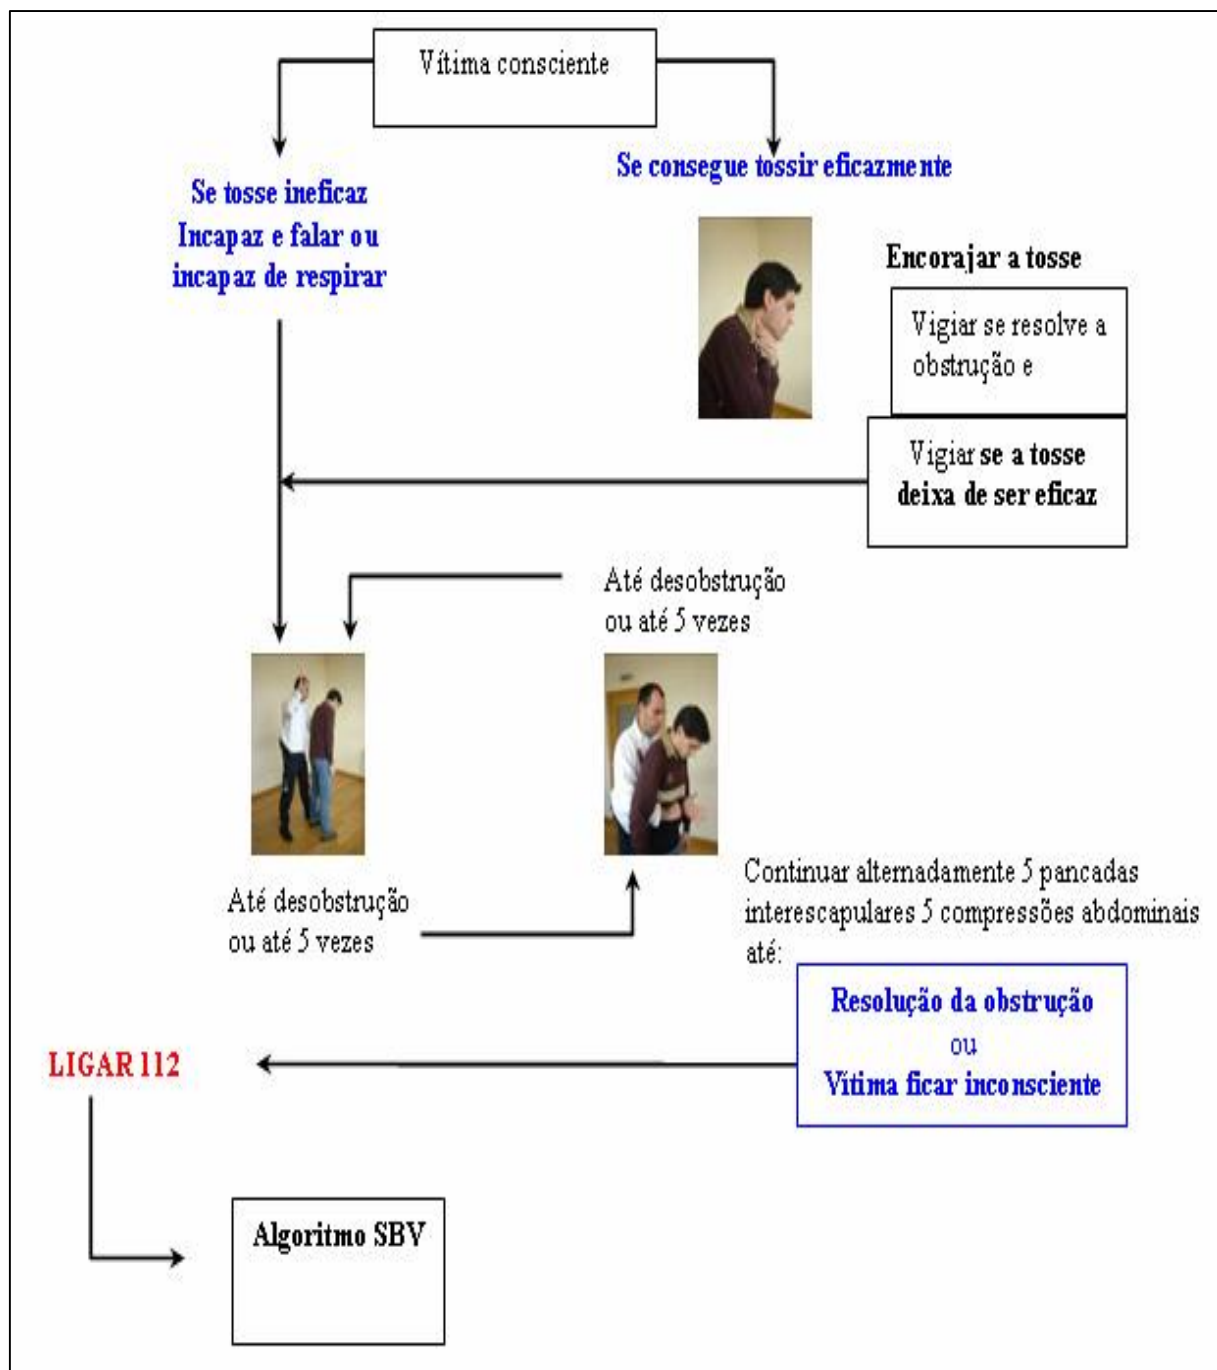 Vítima consciente
Se tosse ineficaz
Incapaz e falar ou
incapaz de respirar
Se consegue tossir eficazmente
Encorajar a tosse
Vigiar se resolve a
obstrução e
Vigiar se a tosse
deixa de ser eficaz
Até desobstrução
ou até 5 vezes
Até desobstrução
ou até 5 vezes
Continuar alternadamente 5 pancadas
interescapulares 5 compressões abdominais
até:
Resolução da obstrução
ou
Vítima ficar inconsciente
LIGAR 112
Algoritmo SBV